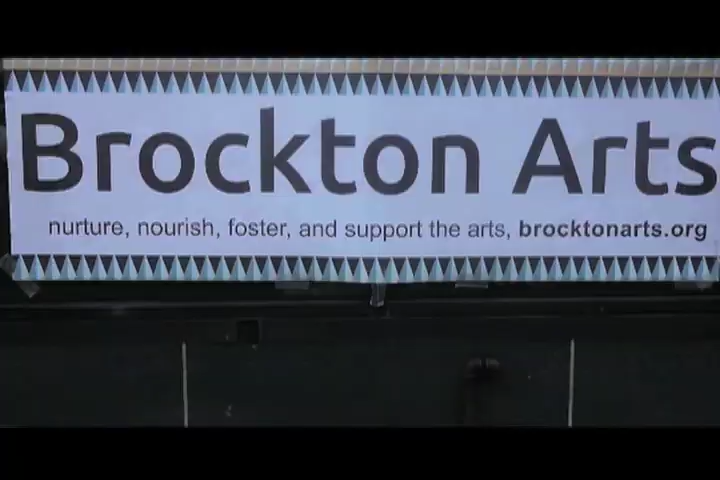 Brockton Arts
nurture, nourish, foster, and support the arts, brocktonarts.org